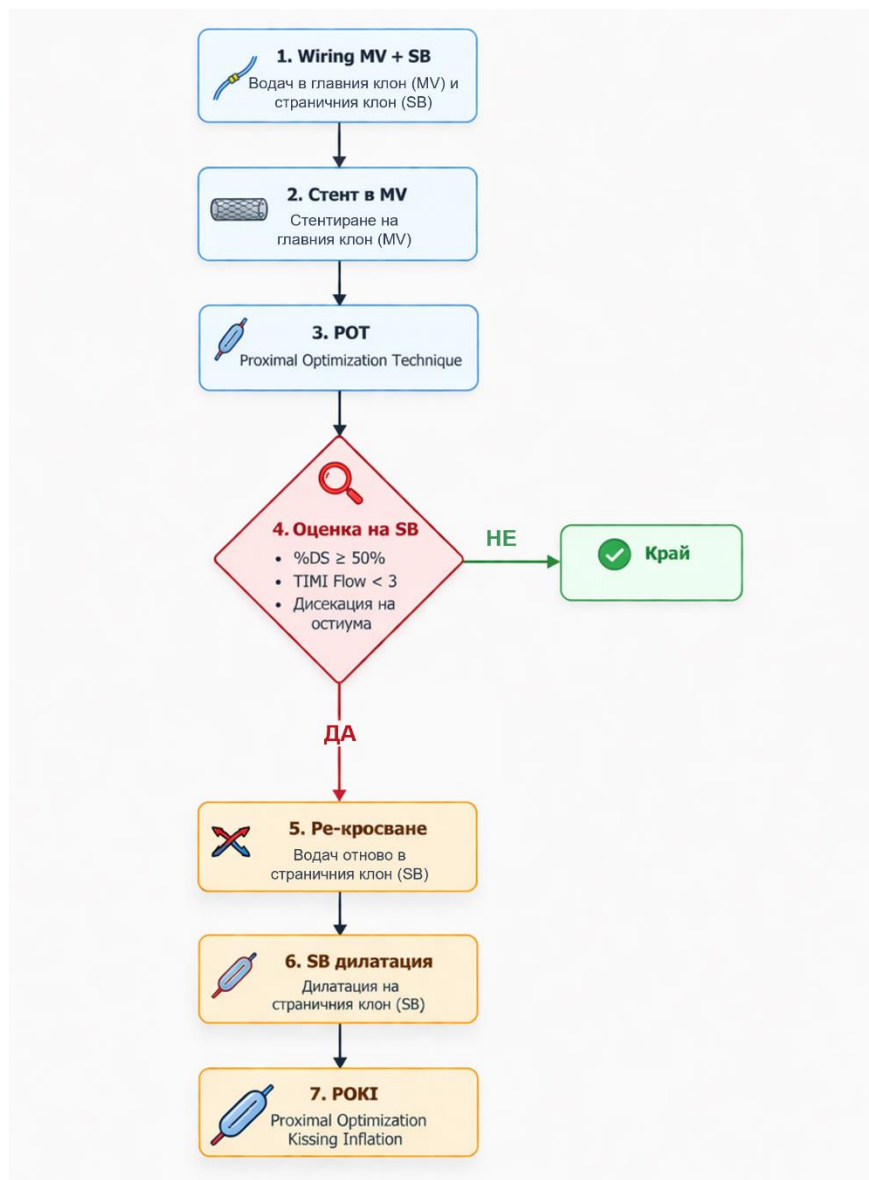 1. Wiring MV + SB
Водач в главния клон (MV) и
страничния клон (SB)
2. Стент в MV
Стентиране на
главния клон (MV)
3. POT
Proximal Optimization Technique
4. Оценка на SB
• %DS ≥ 50%
• TIMI Flow < 3
• Дисекация на
остиума
НЕ
Край
ДА
5. Ре-кросване
Водач отново в
страничния клон (SB)
6. SB дилатация
Дилатация на
страничния клон (SB)
7. POKI
Proximal Optimization
Kissing Inflation